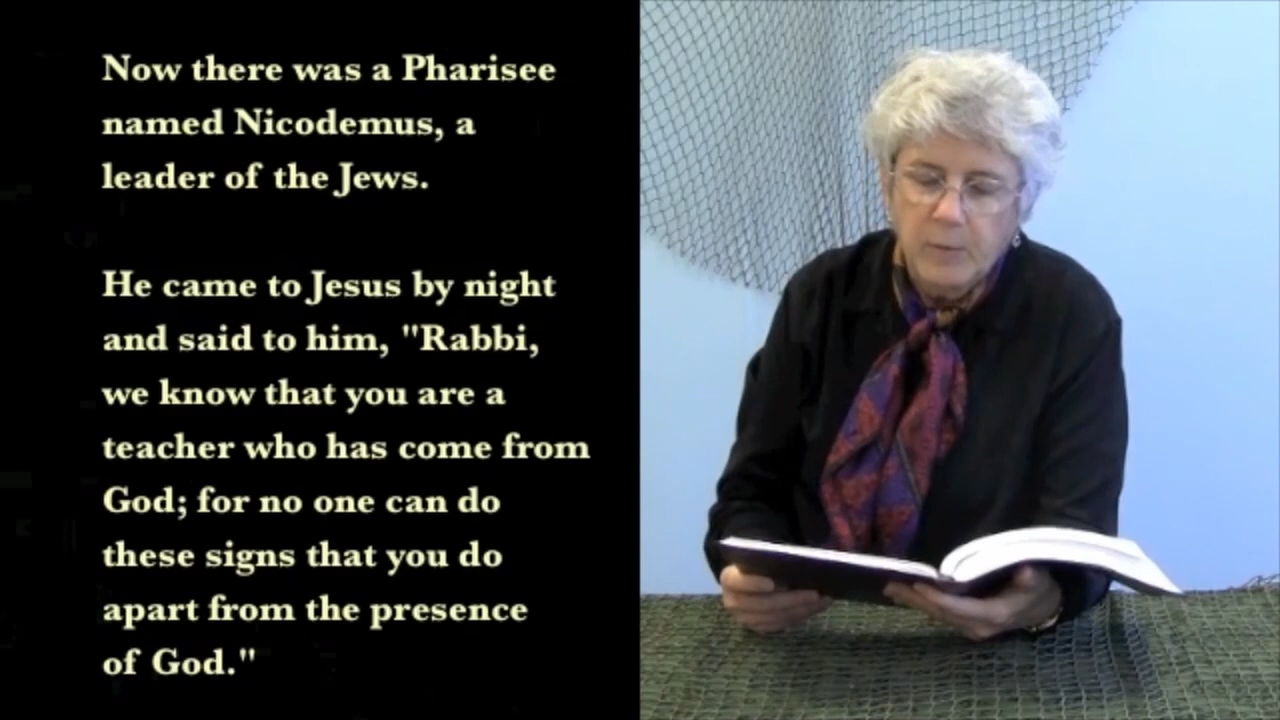 Now there was a Pharisee
named Nicodemus, a
leader of the Jews.
He came to Jesus by night
and said to him, "Rabbi,
we know that you are a
teacher who has come from
God; for no one can do
these signs that you do
apart from the presence
of God."